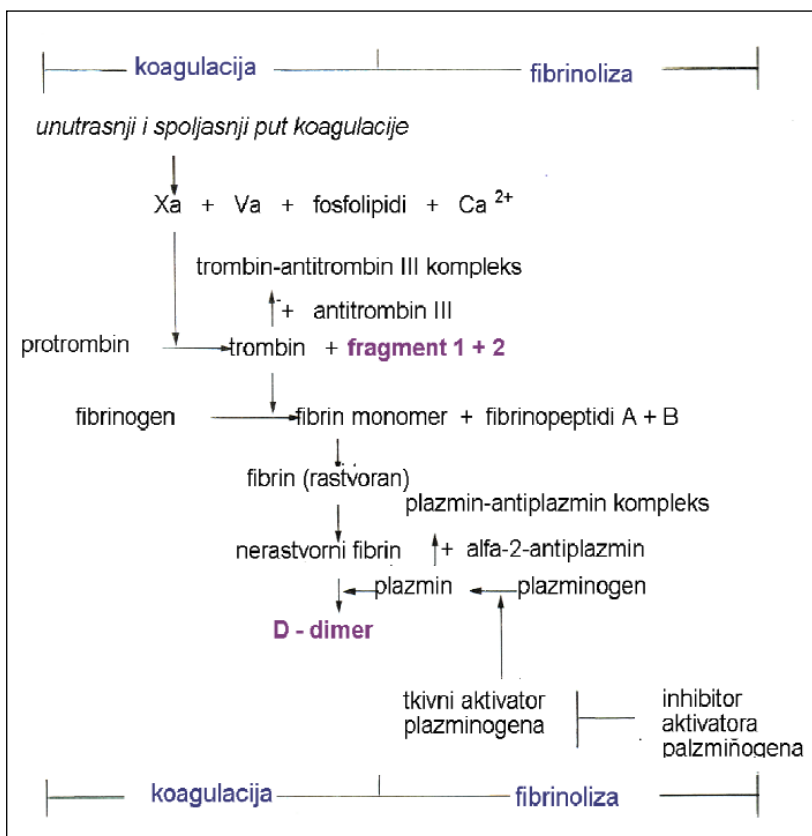 koagulacija
fibrinoliza
unutrasnji i spoljasnji put koagulacije
Xa + Va + fosfolipidi + Ca 2+
trombin-antitrombin III kompleks
+ antitrombin III
protrombin trombin + fragment 1 + 2
fibrinogen fibrin monomer + fibrinopeptidi A + B
fibrin (rastvoran)
plazmin-antiplazmin kompleks
nerastvorni fibrin + alfa-2-antiplazmin
plazmin plazminogen
D - dimer
tkivni aktivator
plazminogena
inhibitor
aktivatora
palzmiňogena
koagulacija
fibrinoliza